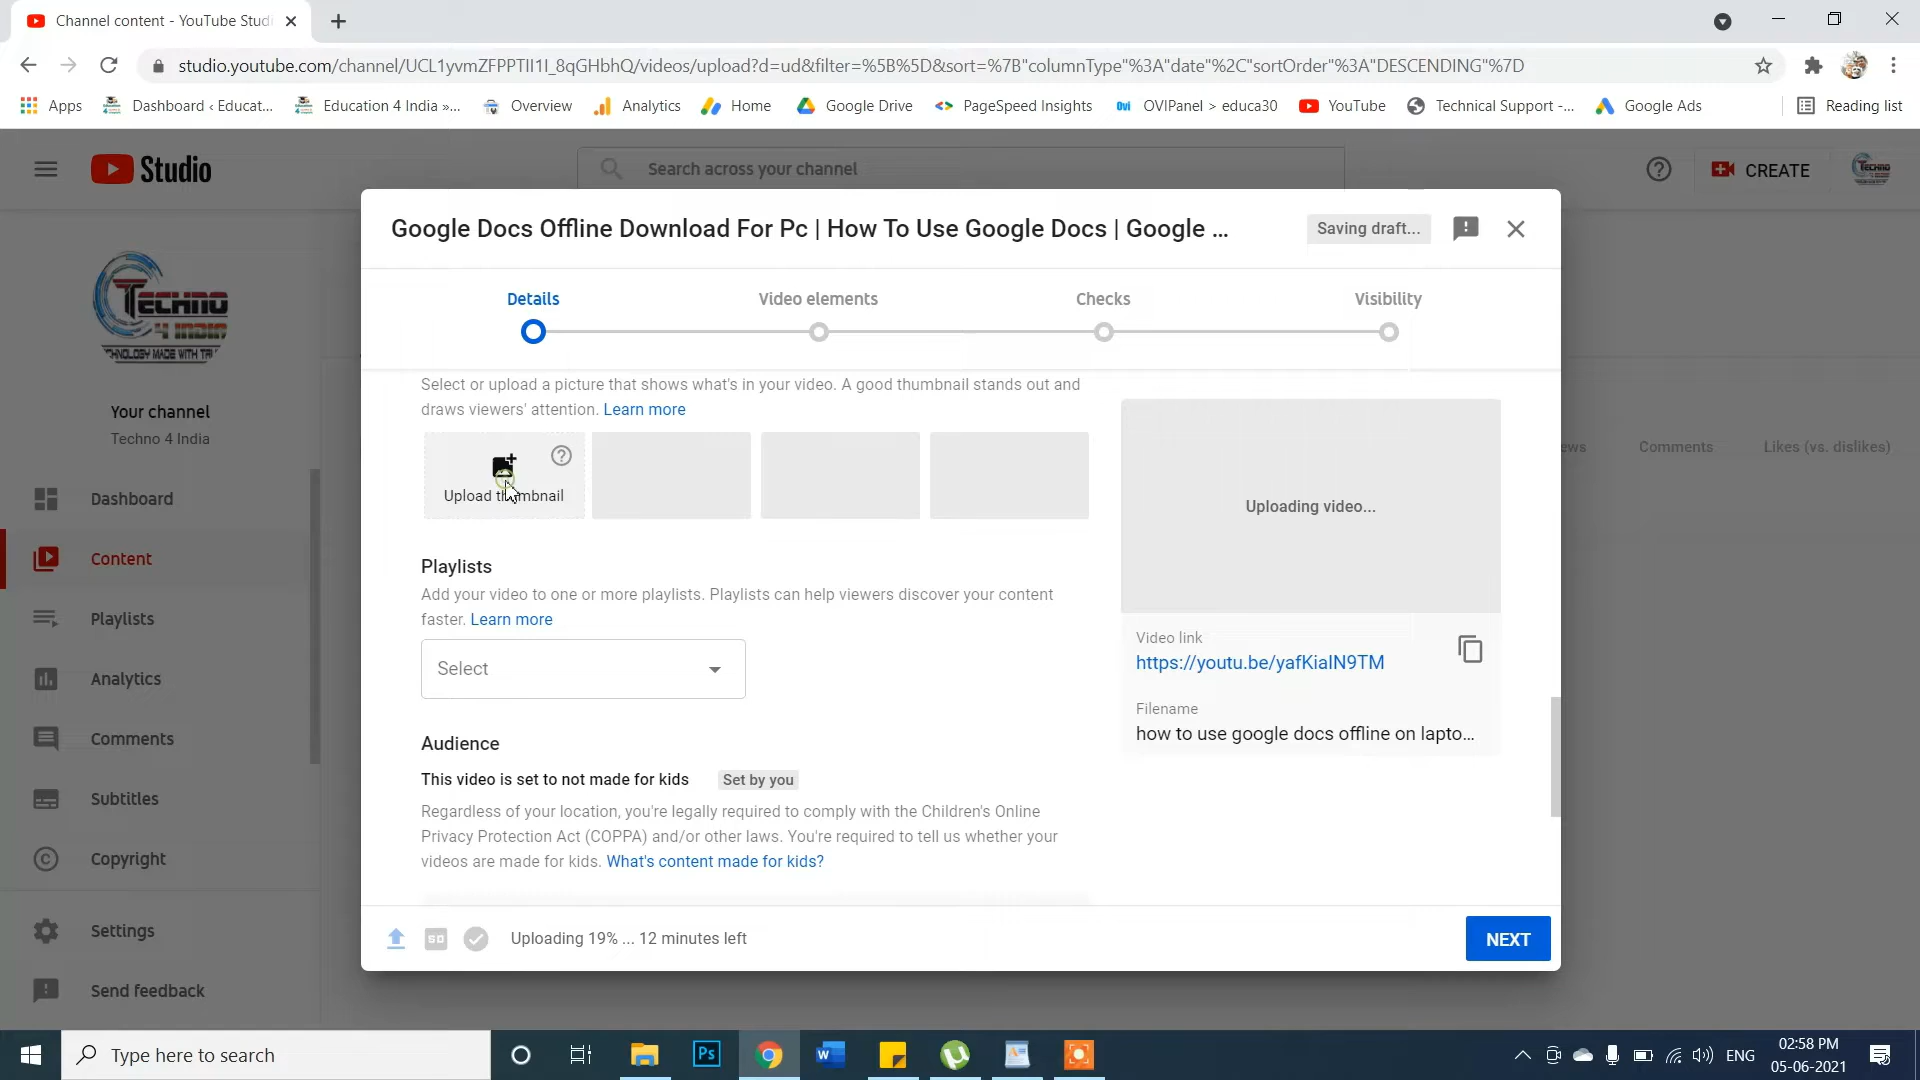 Channel content - YouTube Studi
studio.youtube.com/channel/UCL1yvmZFPPTII1I_8qGHbhQ/videos/upload?d=ud&filter=%5B%5D&sort=%7B"columnType"%3A"date"%2C"sortOrder"%3A"DESCENDING"%7D
Apps
Dashboard ‹ Educat...
Education 4 India »...
Overview
Analytics
Home
Google Drive
PageSpeed Insights
OVIPanel > educa30
YouTube
Technical Support -...
Google Ads
Reading list
Studio
Search across your channel
CREATE
Google Docs Offline Download For Pc | How To Use Google Docs | Google ...
Saving draft...
Details
Video elements
Checks
Visibility
TECHNO
4 INDIA
Your channel
Techno 4 India
Dashboard
Content
Playlists
Analytics
Comments
Subtitles
Copyright
Settings
Send feedback
Select or upload a picture that shows what's in your video. A good thumbnail stands out and
draws viewers' attention. Learn more
Upload thumbnail
Playlists
Add your video to one or more playlists. Playlists can help viewers discover your content
faster. Learn more
Select
Audience
This video is set to not made for kids
Set by you
Regardless of your location, you're legally required to comply with the Children's Online
Privacy Protection Act (COPPA) and/or other laws. You're required to tell us whether your
videos are made for kids. What's content made for kids?
Uploading video...
Video link
https://youtu.be/yafKiaIN9TM
Filename
how to use google docs offline on lapto...
ews
Comments
Likes (vs. dislikes)
SD
Uploading 19% ... 12 minutes left
NEXT
Type here to search
Ps
ENG
02:58 PM
05-06-2021